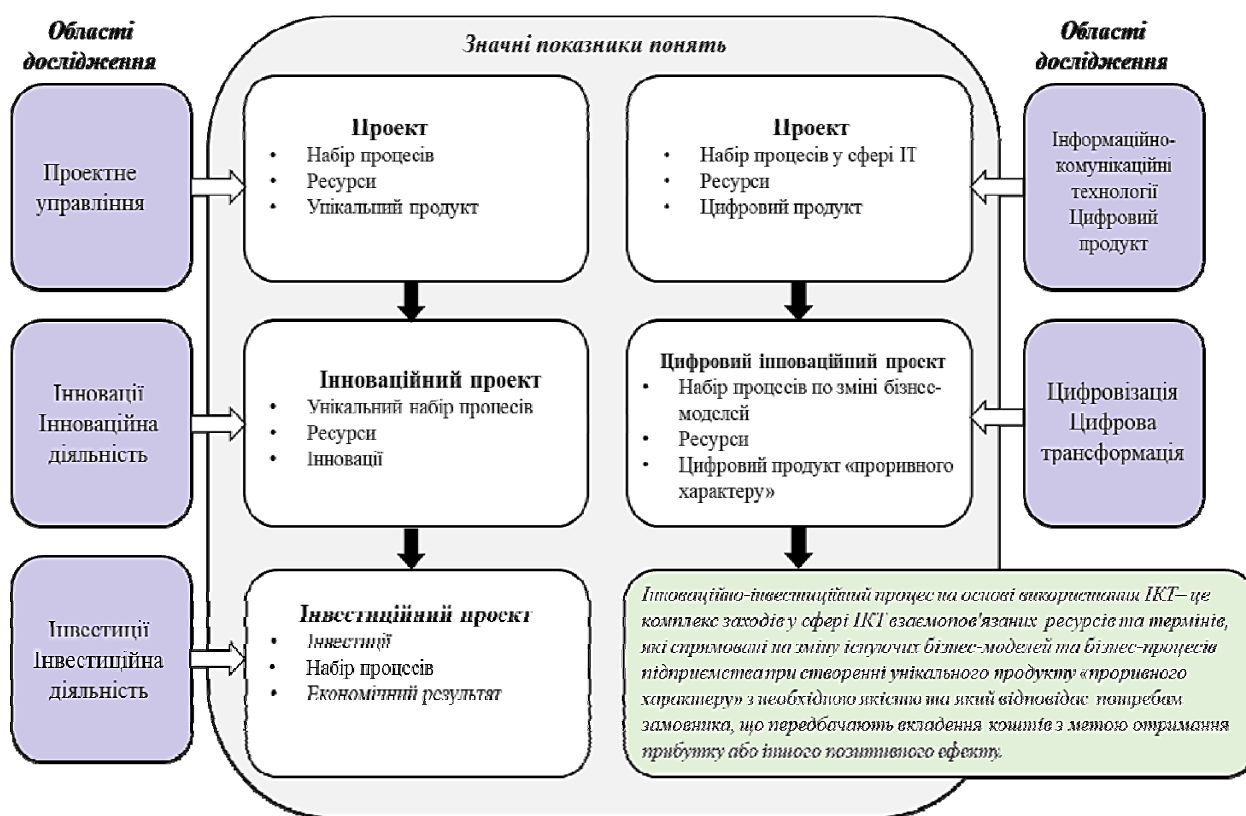 Області
дослідження
Значні показники понять
Області
дослідження
Проектне
управління
Проект
• Набір процесів
• Ресурси
• Унікальний продукт
Проект
• Набір процесів у сфері ІТ
• Ресурси
• Цифровий продукт
Інформаційно-
комунікаційні
технології
Цифровий
продукт
Інновації
Інноваційна
діяльність
Інноваційний проект
• Унікальний набір процесів
• Ресурси
• Інновації
Цифровий інноваційний проект
• Набір процесів по зміні бізнес-
моделей
• Ресурси
• Цифровий продукт «проривного
характеру»
Цифровізація
Цифрова
трансформація
Інвестиції
Інвестиційна
діяльність
Інвестиційний проект
• Інвестиції
• Набір процесів
• Економічний результат
Інноваційно-інвестиційний процес на основі використання ІКТ– це
комплекс заходів у сфері ІКТ взаємопов'язаних ресурсів та термінів,
які спрямовані на зміну існуючих бізнес-моделей та бізнес-процесів
підприємства при створенні унікального продукту «проривного
характеру» з необхідною якістю та який відповідає потребам
замовника, що передбачають вкладення коштів з метою отримання
прибутку або іншого позитивного ефекту.